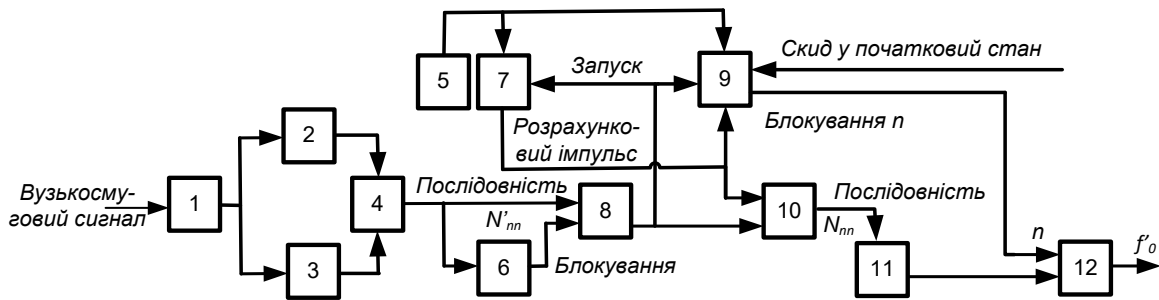 5
7
9
Запуск
Скид у початковий стан
Блокування n
Розрахунко-
вий імпульс
2
Вузькосму-
говий сигнал
1
4
Послідовність
N'пп
8
10
Послідовність
Nпп
3
6
Блокування
11
n
12
f'0